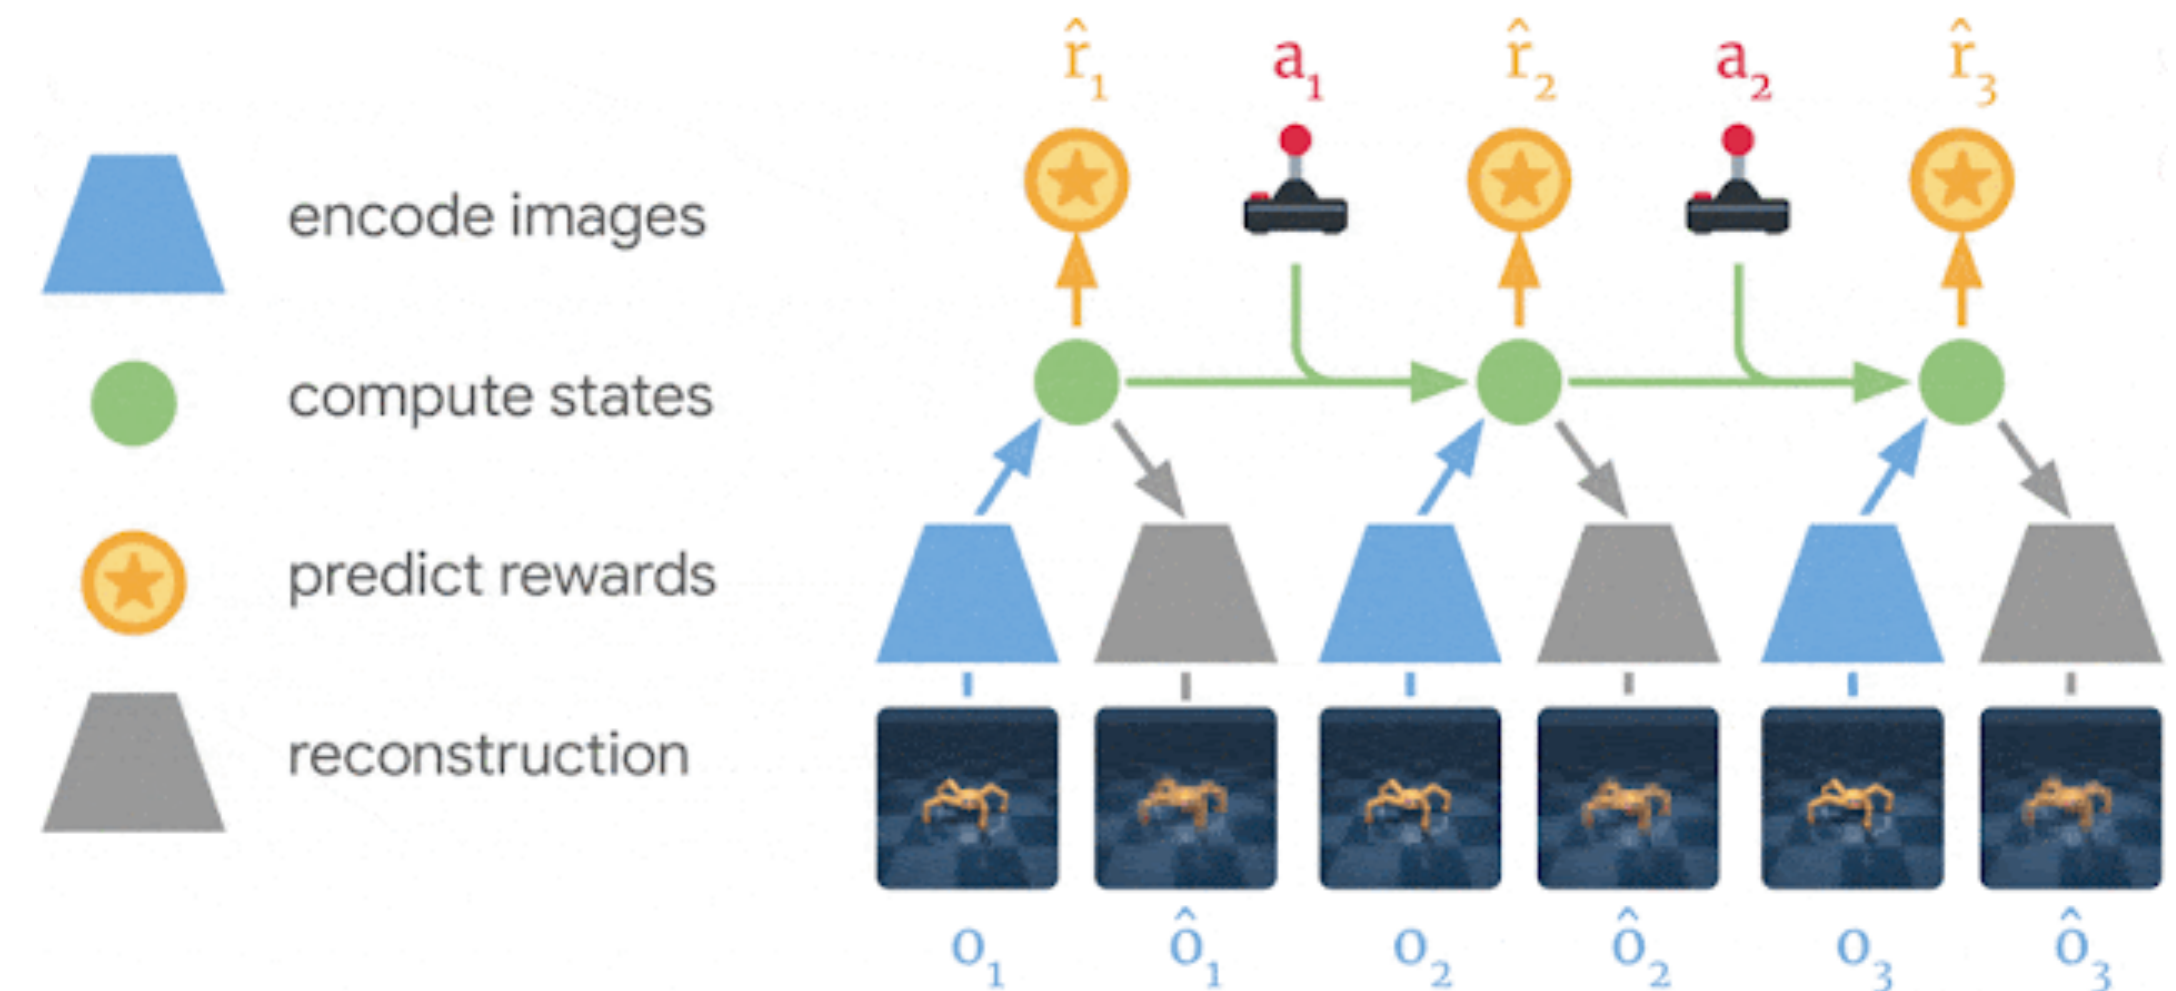 encode images
compute states
predict rewards
reconstruction
r̂₁ a₁ r̂₂ a₂ r̂₃
o₁ ô₁ o₂ ô₂ o₃ ô₃